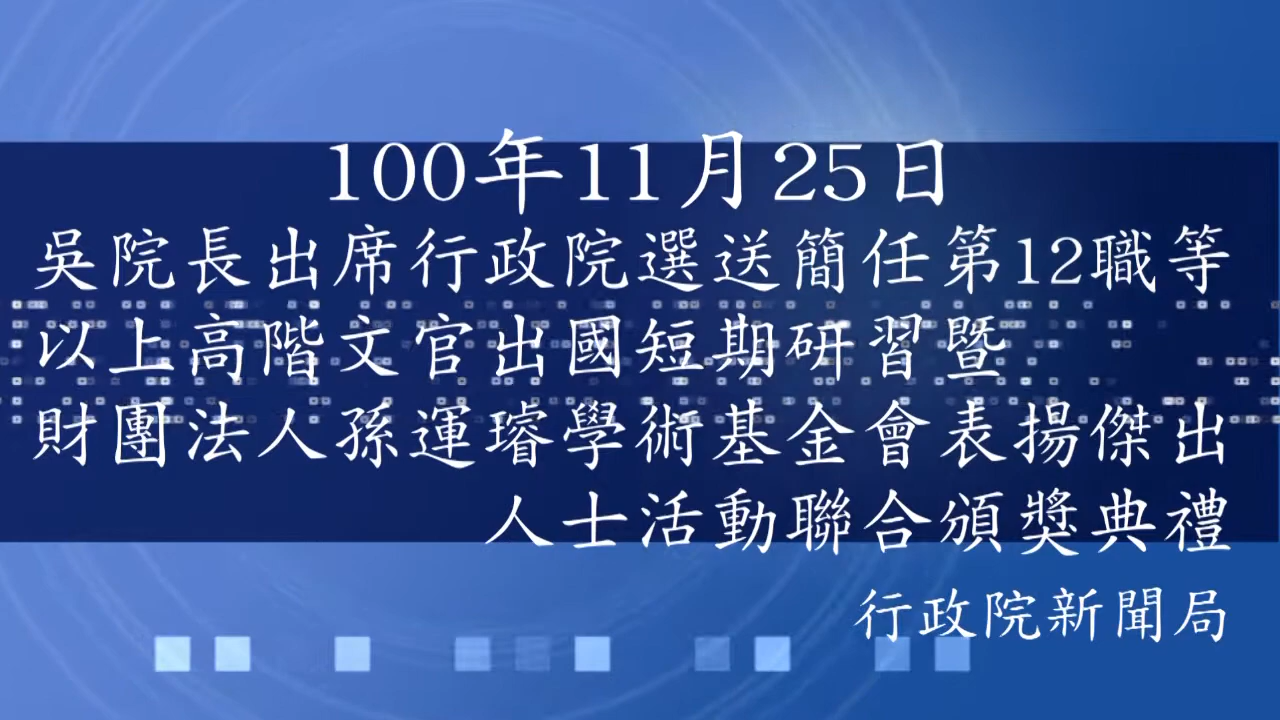 100年11月25日
吳院長出席行政院選送簡任第12職等
以上高階文官出國短期研習暨
財團法人孫運璿學術基金會表揚傑出
人士活動聯合頒獎典禮
行政院新聞局